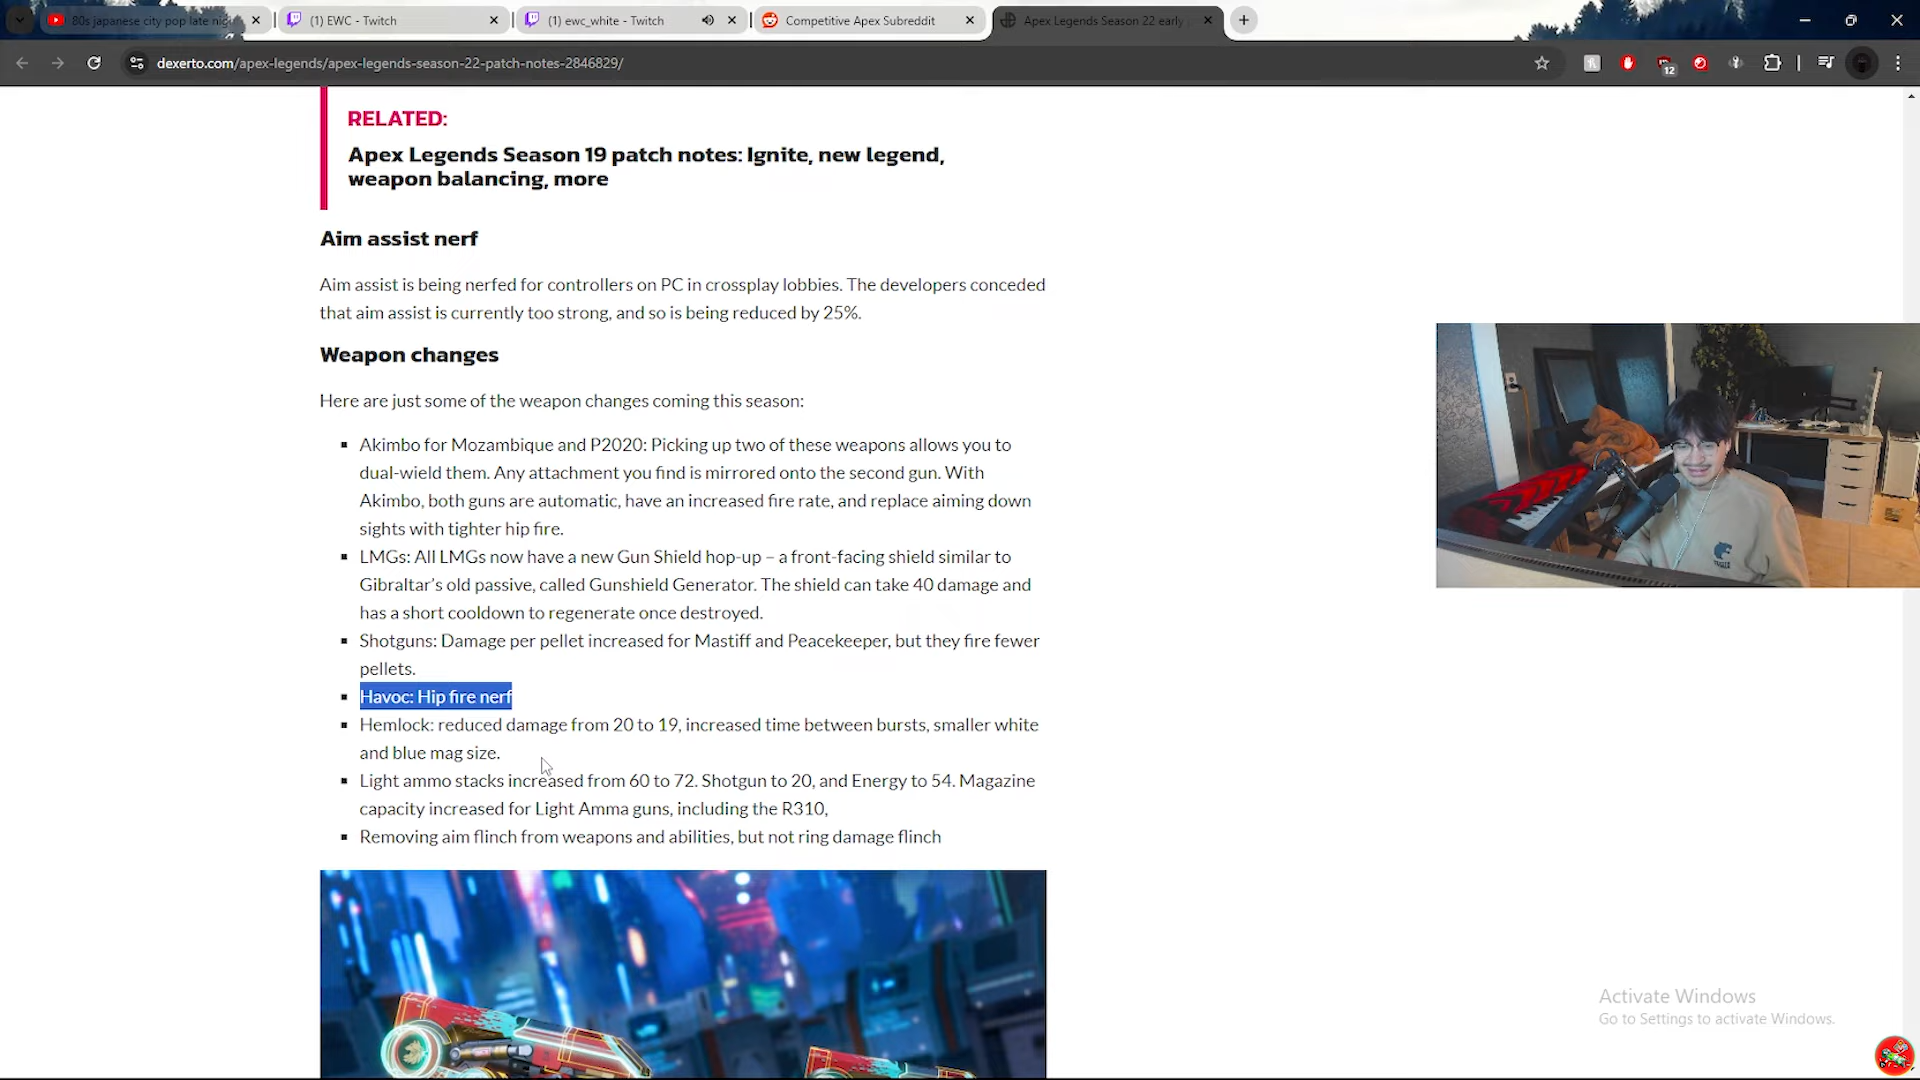 80s japanese city pop late nig
(1) EWC - Twitch
(1) ewc_white - Twitch
Competitive Apex Subreddit
Apex Legends Season 22 early
dexerto.com/apex-legends/apex-legends-season-22-patch-notes-2846829/
12
RELATED:
Apex Legends Season 19 patch notes: Ignite, new legend,
weapon balancing, more
Aim assist nerf
Aim assist is being nerfed for controllers on PC in crossplay lobbies. The developers conceded
that aim assist is currently too strong, and so is being reduced by 25%.
Weapon changes
Here are just some of the weapon changes coming this season:
Akimbo for Mozambique and P2020: Picking up two of these weapons allows you to
dual-wield them. Any attachment you find is mirrored onto the second gun. With
Akimbo, both guns are automatic, have an increased fire rate, and replace aiming down
sights with tighter hip fire.
LMGs: All LMGs now have a new Gun Shield hop-up – a front-facing shield similar to
Gibraltar’s old passive, called Gunshield Generator. The shield can take 40 damage and
has a short cooldown to regenerate once destroyed.
Shotguns: Damage per pellet increased for Mastiff and Peacekeeper, but they fire fewer
pellets.
Havoc: Hip fire nerf
Hemlock: reduced damage from 20 to 19, increased time between bursts, smaller white
and blue mag size.
Light ammo stacks increased from 60 to 72. Shotgun to 20, and Energy to 54. Magazine
capacity increased for Light Amma guns, including the R310,
Removing aim flinch from weapons and abilities, but not ring damage flinch
Activate Windows
Go to Settings to activate Windows.